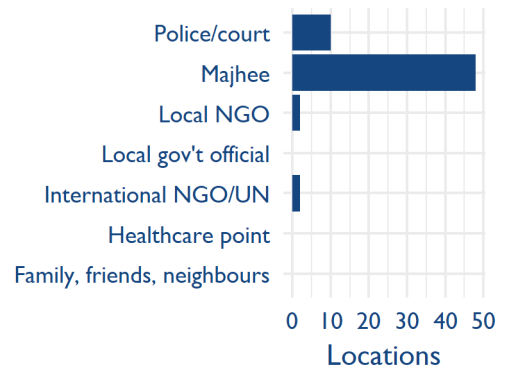 Police/court
Majhee
Local NGO
Local gov't official
International NGO/UN
Healthcare point
Family, friends, neighbours
0 10 20 30 40 50
Locations